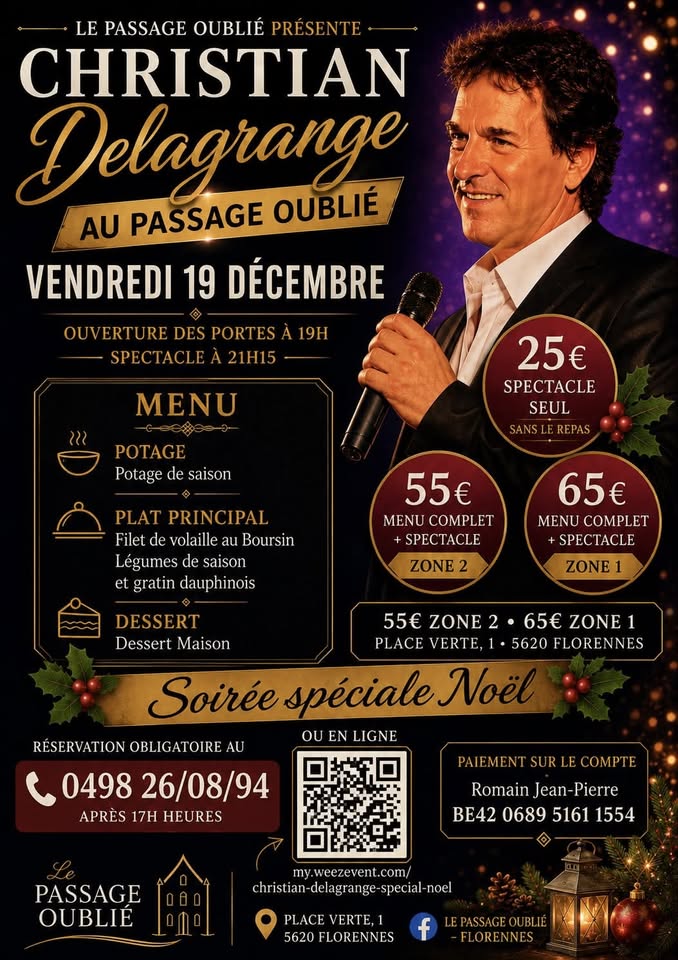 LE PASSAGE OUBLIÉ PRÉSENTE
CHRISTIAN
Delagrange
AU PASSAGE OUBLIÉ
VENDREDI 19 DÉCEMBRE
OUVERTURE DES PORTES À 19H
SPECTACLE À 21H15
MENU
POTAGE
Potage de saison
PLAT PRINCIPAL
Filet de volaille au Boursin
Légumes de saison
et gratin dauphinois
DESSERT
Dessert Maison
25€
SPECTACLE
SEUL
SANS LE REPAS
55€
MENU COMPLET
+ SPECTACLE
ZONE 2
65€
MENU COMPLET
+ SPECTACLE
ZONE 1
55€ ZONE 2 • 65€ ZONE 1
PLACE VERTE, 1 • 5620 FLORENNES
Soirée spéciale Noël
RÉSERVATION OBLIGATOIRE AU
0498 26/08/94
APRÈS 17H HEURES
OU EN LIGNE
my.weezevent.com/
christian-delagrange-special-noel
PAIEMENT SUR LE COMPTE
Romain Jean-Pierre
BE42 0689 5161 1554
Le
PASSAGE
OUBLIÉ
PLACE VERTE, 1
5620 FLORENNES
LE PASSAGE OUBLIÉ
– FLORENNES